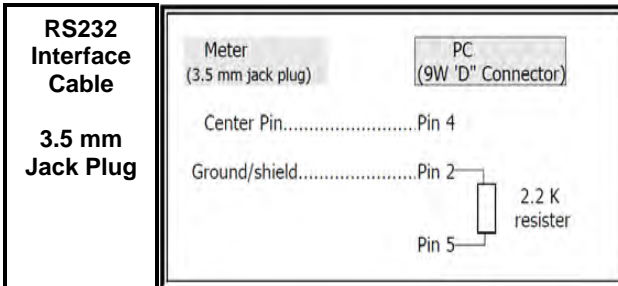 RS232
Interface
Cable
3.5 mm
Jack Plug
Meter PC
(3.5 mm jack plug) (9W 'D" Connector)
Center Pin..........................Pin 4
Ground/shield.......................Pin 2
2.2 K
resister
Pin 5